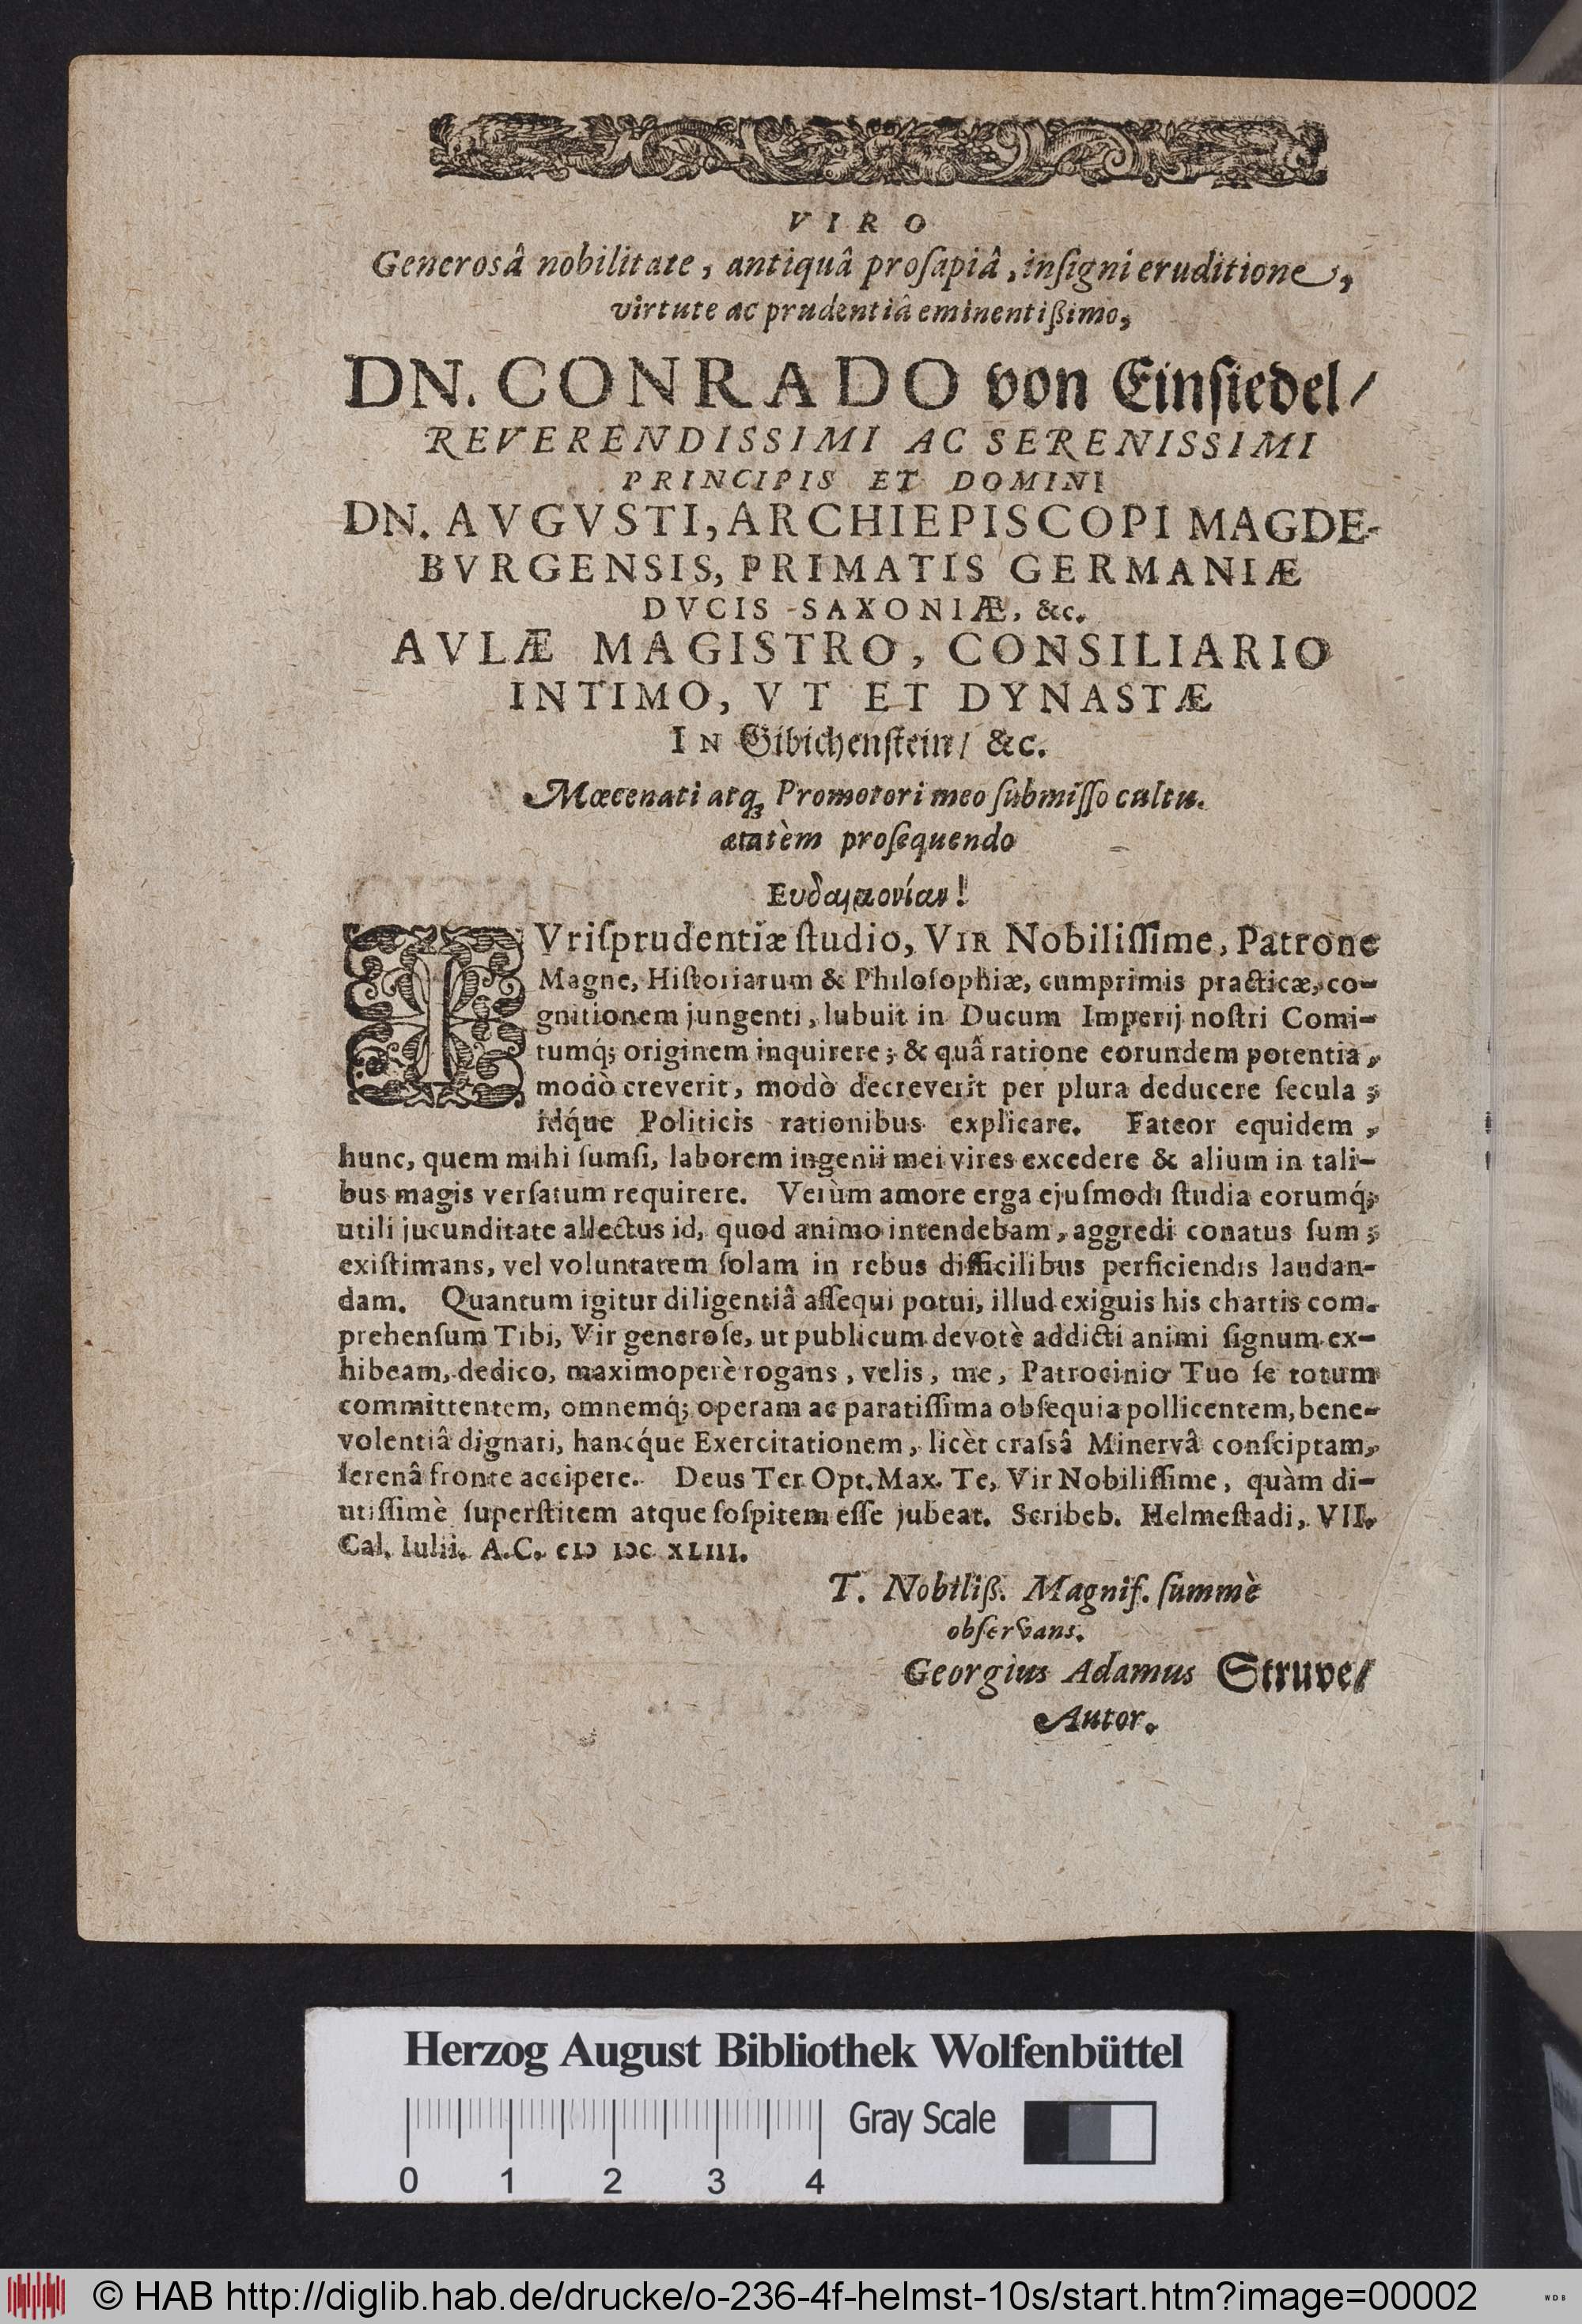 VIRO
Generosâ nobilitate, antiquâ proſapiâ, inſigni eruditione,
virtute ac prudentiâ eminentißimo,
DN. CONRADO von Einſiedel/
REVERENDISSIMI AC SERENISSIMI
PRINCIPIS ET DOMINI
DN. AVGVSTI, ARCHIEPISCOPI MAGDE-
BVRGENSIS, PRIMATIS GERMANIÆ
DVCIS SAXONIÆ, &c.
AVLÆ MAGISTRO, CONSILIARIO
INTIMO, VT ET DYNASTÆ
IN Gibichenſtein/ &c.
Mœcenati atq; Promotori meo ſubmiſſo cultu.
ætatèm proſequendo
Ευδαιμονίαν!
IVriſprudentiæ ſtudio, VIR Nobiliſſime, Patrone
Magne, Hiſtoriarum & Philoſophiæ, cumprimis practicæ, co-
gnitionem jungenti, lubuit in Ducum Imperij noſtri Comi-
tumq́; originem inquirere; & quâ ratione eorundem potentia,
modò creverit, modò decreverit per plura deducere ſecula;
idq́ue Politicis rationibus explicare. Fateor equidem,
hunc, quem mihi ſumſi, laborem ingenii mei vires excedere & alium in tali-
bus magis verſatum requirere. Verùm amore erga ejuſmodi ſtudia eorumq́;
utili jucunditate allectus id, quod animo intendebam, aggredi conatus ſum;
exiſtimans, vel voluntatem ſolam in rebus difficilibus perficiendis laudan-
dam. Quantum igitur diligentiâ aſſequi potui, illud exiguis his chartis com-
prehenſum Tibi, Vir generoſe, ut publicum devotè addicti animi ſignum ex-
hibeam, dedico, maximoperè rogans, velis, me, Patrocinio Tuo ſe totum
committentem, omnemq́; operam ac paratiſſima obſequia pollicentem, bene-
volentiâ dignari, hancq́ue Exercitationem, licèt craſsâ Minervâ conſciptam,
ſerenâ fronte accipere. Deus Ter Opt. Max. Te, Vir Nobiliſſime, quàm di-
utiſſimè ſuperſtitem atque ſoſpitem eſſe jubeat. Scribeb. Helmeſtadi, VII.
Cal. Iulii. A.C. cIↄ Iↄc XLIII.
T. Nobiliß. Magnif. ſummè
obſervans.
Georgius Adamus Struve/
Autor.
Herzog August Bibliothek Wolfenbüttel
Gray Scale
0 1 2 3 4
© HAB http://diglib.hab.de/drucke/o-236-4f-helmst-10s/start.htm?image=00002
WDB